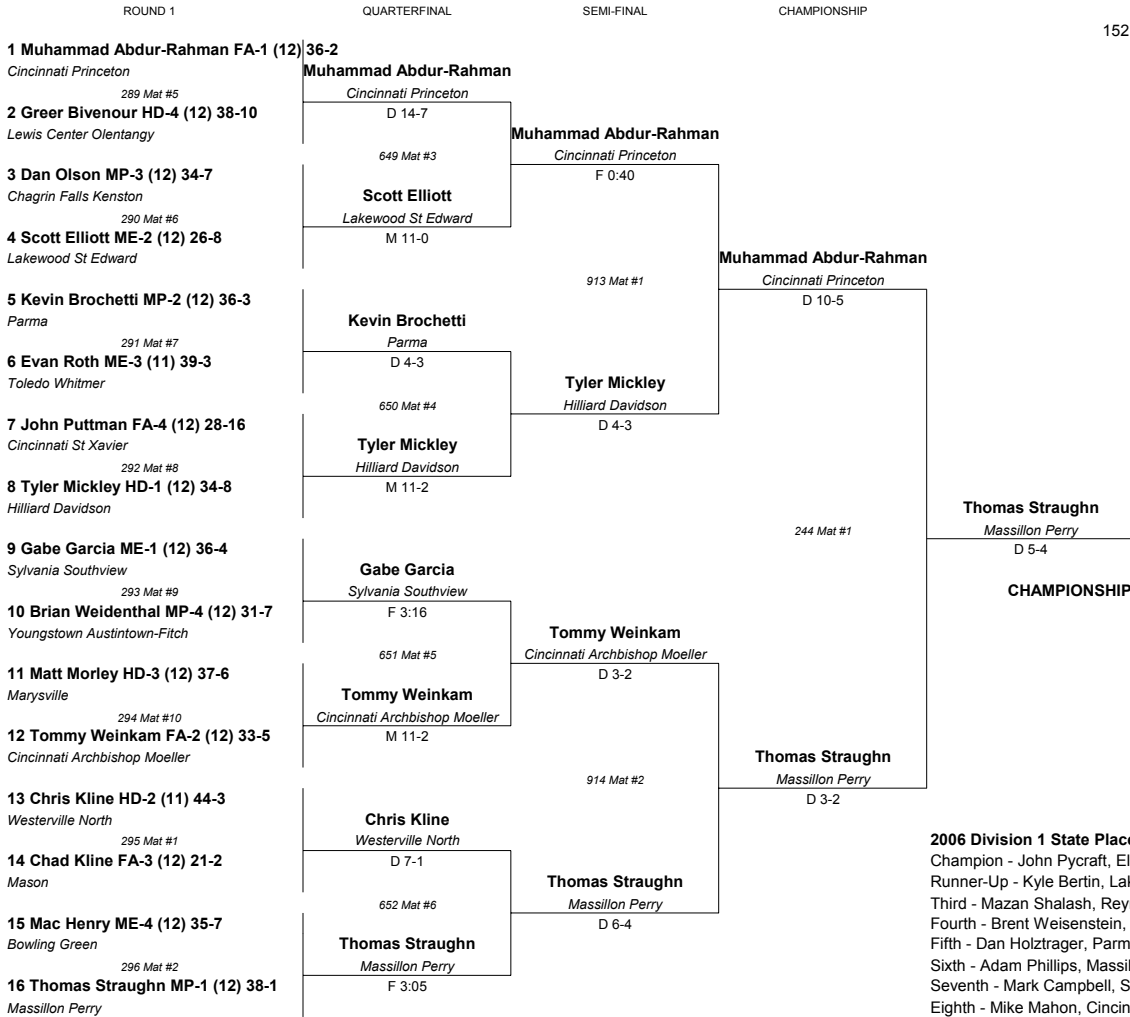 ROUND 1 QUARTERFINAL SEMI-FINAL CHAMPIONSHIP
152
1 Muhammad Abdur-Rahman FA-1 (12) 36-2
Cincinnati Princeton
289 Mat #5
2 Greer Bivenour HD-4 (12) 38-10
Lewis Center Olentangy
3 Dan Olson MP-3 (12) 34-7
Chagrin Falls Kenston
290 Mat #6
4 Scott Elliott ME-2 (12) 26-8
Lakewood St Edward
5 Kevin Brochetti MP-2 (12) 36-3
Parma
291 Mat #7
6 Evan Roth ME-3 (11) 39-3
Toledo Whitmer
7 John Puttman FA-4 (12) 28-16
Cincinnati St Xavier
292 Mat #8
8 Tyler Mickley HD-1 (12) 34-8
Hilliard Davidson
9 Gabe Garcia ME-1 (12) 36-4
Sylvania Southview
293 Mat #9
10 Brian Weidenthal MP-4 (12) 31-7
Youngstown Austintown-Fitch
11 Matt Morley HD-3 (12) 37-6
Marysville
294 Mat #10
12 Tommy Weinkam FA-2 (12) 33-5
Cincinnati Archbishop Moeller
13 Chris Kline HD-2 (11) 44-3
Westerville North
295 Mat #1
14 Chad Kline FA-3 (12) 21-2
Mason
15 Mac Henry ME-4 (12) 35-7
Bowling Green
296 Mat #2
16 Thomas Straughn MP-1 (12) 38-1
Massillon Perry
Muhammad Abdur-Rahman
Cincinnati Princeton
D 14-7
649 Mat #3
Scott Elliott
Lakewood St Edward
M 11-0
Kevin Brochetti
Parma
D 4-3
650 Mat #4
Tyler Mickley
Hilliard Davidson
M 11-2
Gabe Garcia
Sylvania Southview
F 3:16
651 Mat #5
Tommy Weinkam
Cincinnati Archbishop Moeller
M 11-2
Chris Kline
Westerville North
D 7-1
652 Mat #6
Thomas Straughn
Massillon Perry
F 3:05
Muhammad Abdur-Rahman
Cincinnati Princeton
F 0:40
913 Mat #1
Tyler Mickley
Hilliard Davidson
D 4-3
Tommy Weinkam
Cincinnati Archbishop Moeller
D 3-2
914 Mat #2
Thomas Straughn
Massillon Perry
D 6-4
Muhammad Abdur-Rahman
Cincinnati Princeton
D 10-5
244 Mat #1
Thomas Straughn
Massillon Perry
D 3-2
Thomas Straughn
Massillon Perry
D 5-4
CHAMPIONSHIP
2006 Division 1 State Plac
Champion - John Pycraft, El
Runner-Up - Kyle Bertin, La
Third - Mazan Shalash, Rey
Fourth - Brent Weisenstein,
Fifth - Dan Holztrager, Parm
Sixth - Adam Phillips, Massil
Seventh - Mark Campbell, S
Eighth - Mike Mahon, Cincin